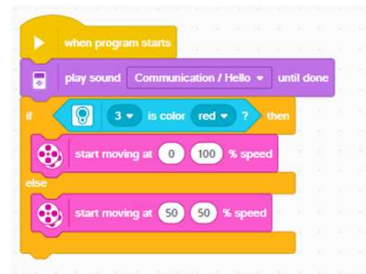 when program starts
play sound Communication / Hello until done
if 3 is color red ? then
start moving at 0 100 % speed
else
start moving at 50 50 % speed